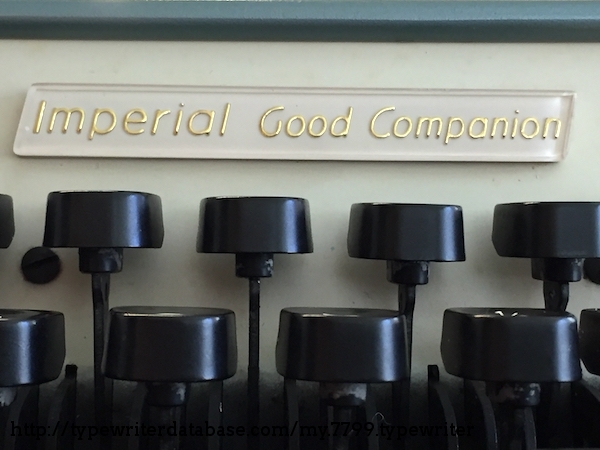 Imperial Good Companion
http://typewriterdatabase.com/my.7799.typewriter